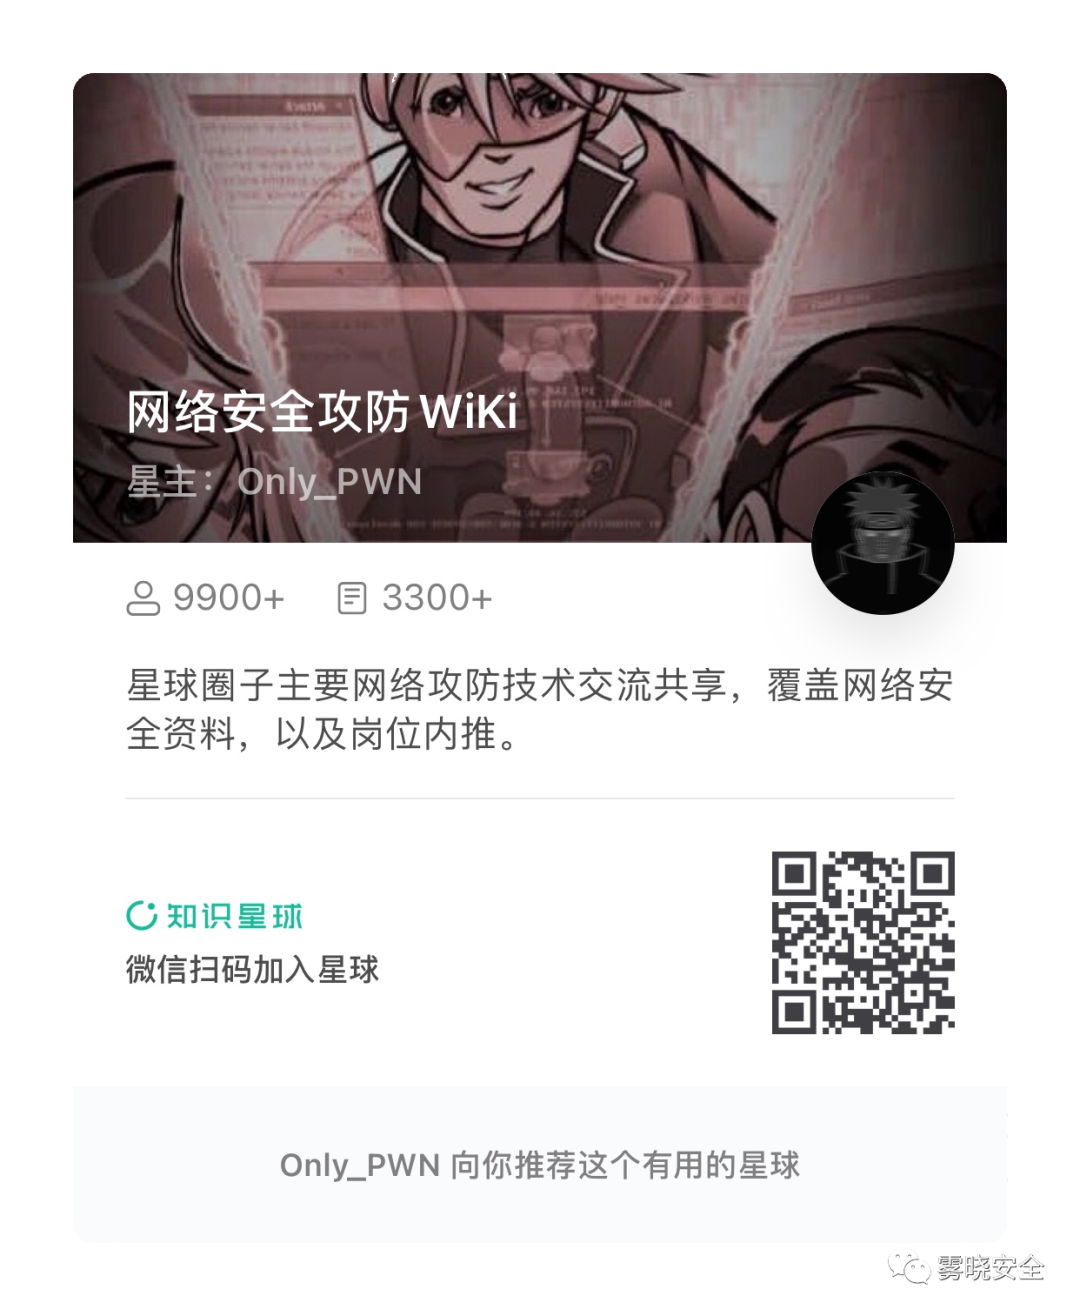 网络安全攻防WiKi
星主：Only_PWN
9900+ 3300+
星球圈子主要网络攻防技术交流共享，覆盖网络安
全资料，以及岗位内推。
知识星球
微信扫码加入星球
Only_PWN 向你推荐这个有用的星球
雾晓安全